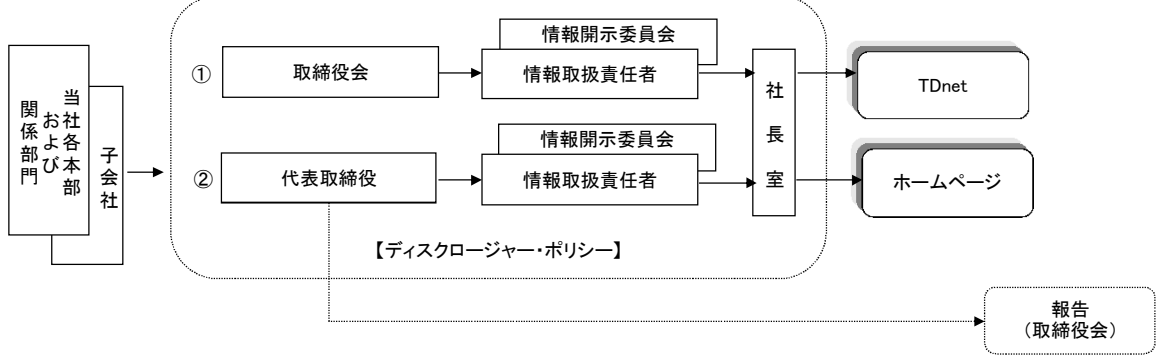 当社各本部
および
関係部門
子会社
①
取締役会
情報開示委員会
情報取扱責任者
②
代表取締役
情報開示委員会
情報取扱責任者
社長室
TDnet
ホームページ
【ディスクロージャー・ポリシー】
報告
（取締役会）